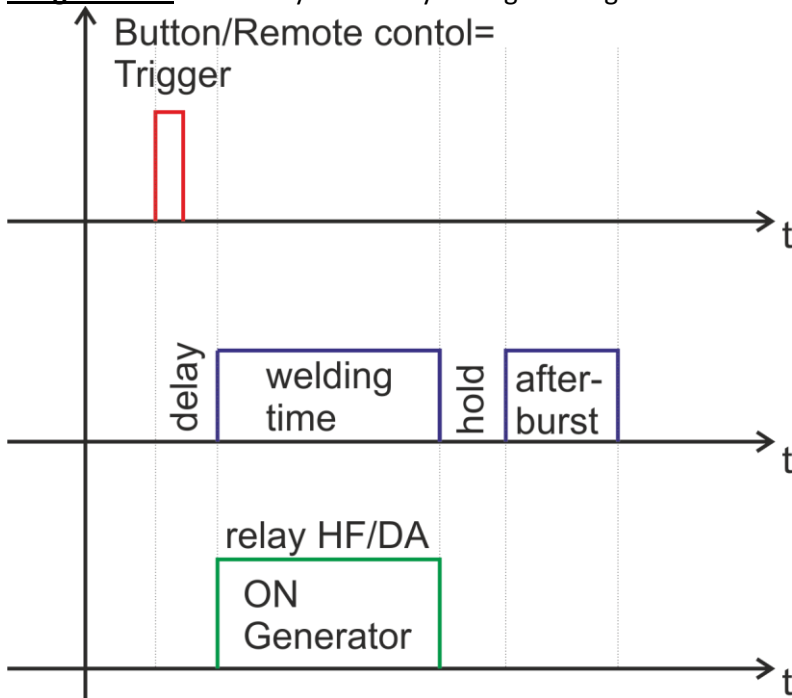 Button/Remote contol=
Trigger
t
delay
welding
time
hold
after-
burst
t
relay HF/DA
ON
Generator
t